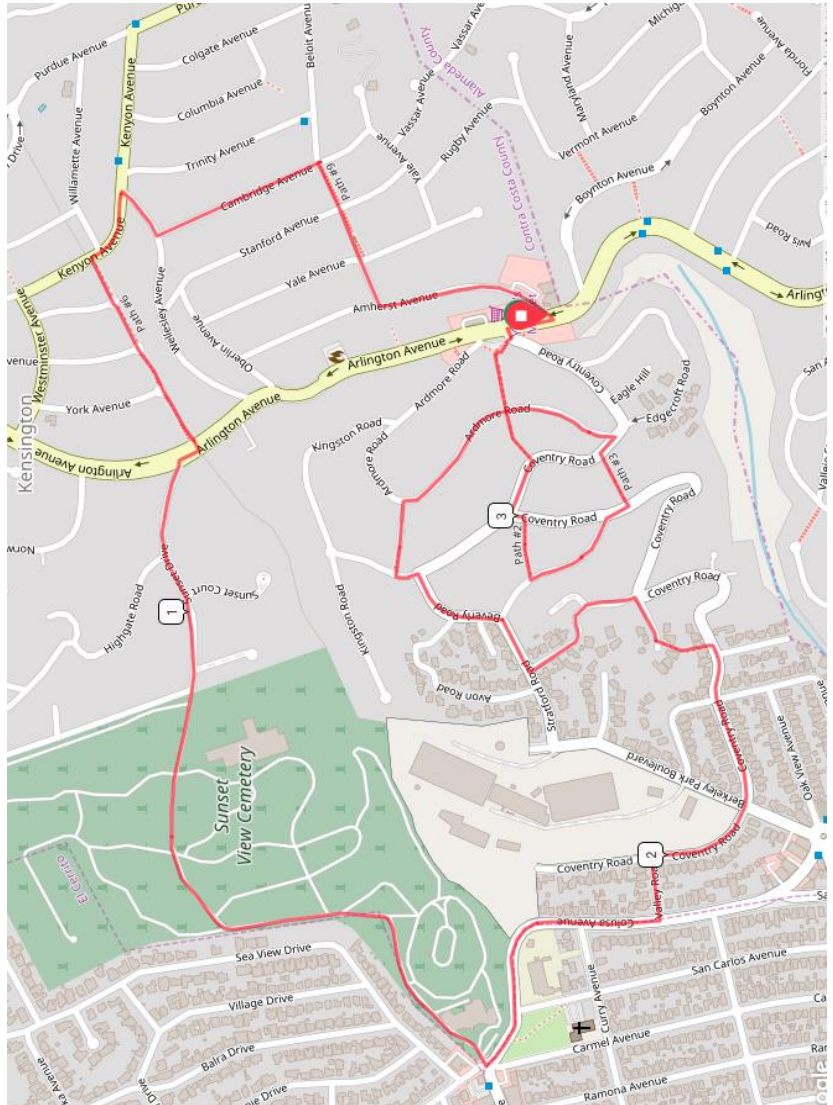 Purdue Avenue
Kenyon Avenue
Colgate Avenue
Beloit Avenue
Vassar Avenue
Michig
Florida Avenue
Drive
Willamette Avenue
Columbia Avenue
Vassar Avenue
Alameda County
Maryland Avenue
Boynton Avenue
Trinity Avenue
Yale Avenue
Rugby Avenue
Vermont Avenue
Kenyon Avenue
Cambridge Avenue
Path #9
Contra Costa County
Boynton Avenue
Westminster Avenue
Path #6
Wellesley Avenue
Stanford Avenue
Yale Avenue
Oberlin Avenue
Amherst Avenue
Kensington
York Avenue
Arlington Avenue
Arlington Avenue
Arlington Avenue
Ardmore Road
Coventry Road
Eagle Hill
Edgecroft Road
Kingston Road
Ardmore Road
Ardmore Road
Coventry Road
Path #3
Norw
Highgate Road
Sunset Drive
Sunset Court
1
3
Path #2
Coventry Road
Coventry Road
Coventry Road
Kingston Road
Beverly Road
Avon Road
Stratford Road
Coventry Road
Sunset
View Cemetery
El Cerrito
Berkeley Park Boulevard
Oak View Avenue
2
Coventry Road
Coventry Road
Valley Roa
Colusa Avenue
Sea View Drive
Village Drive
Balra Drive
San Carlos Avenue
Curry Avenue
Carmel Avenue
Ramona Avenue
ka Avenue